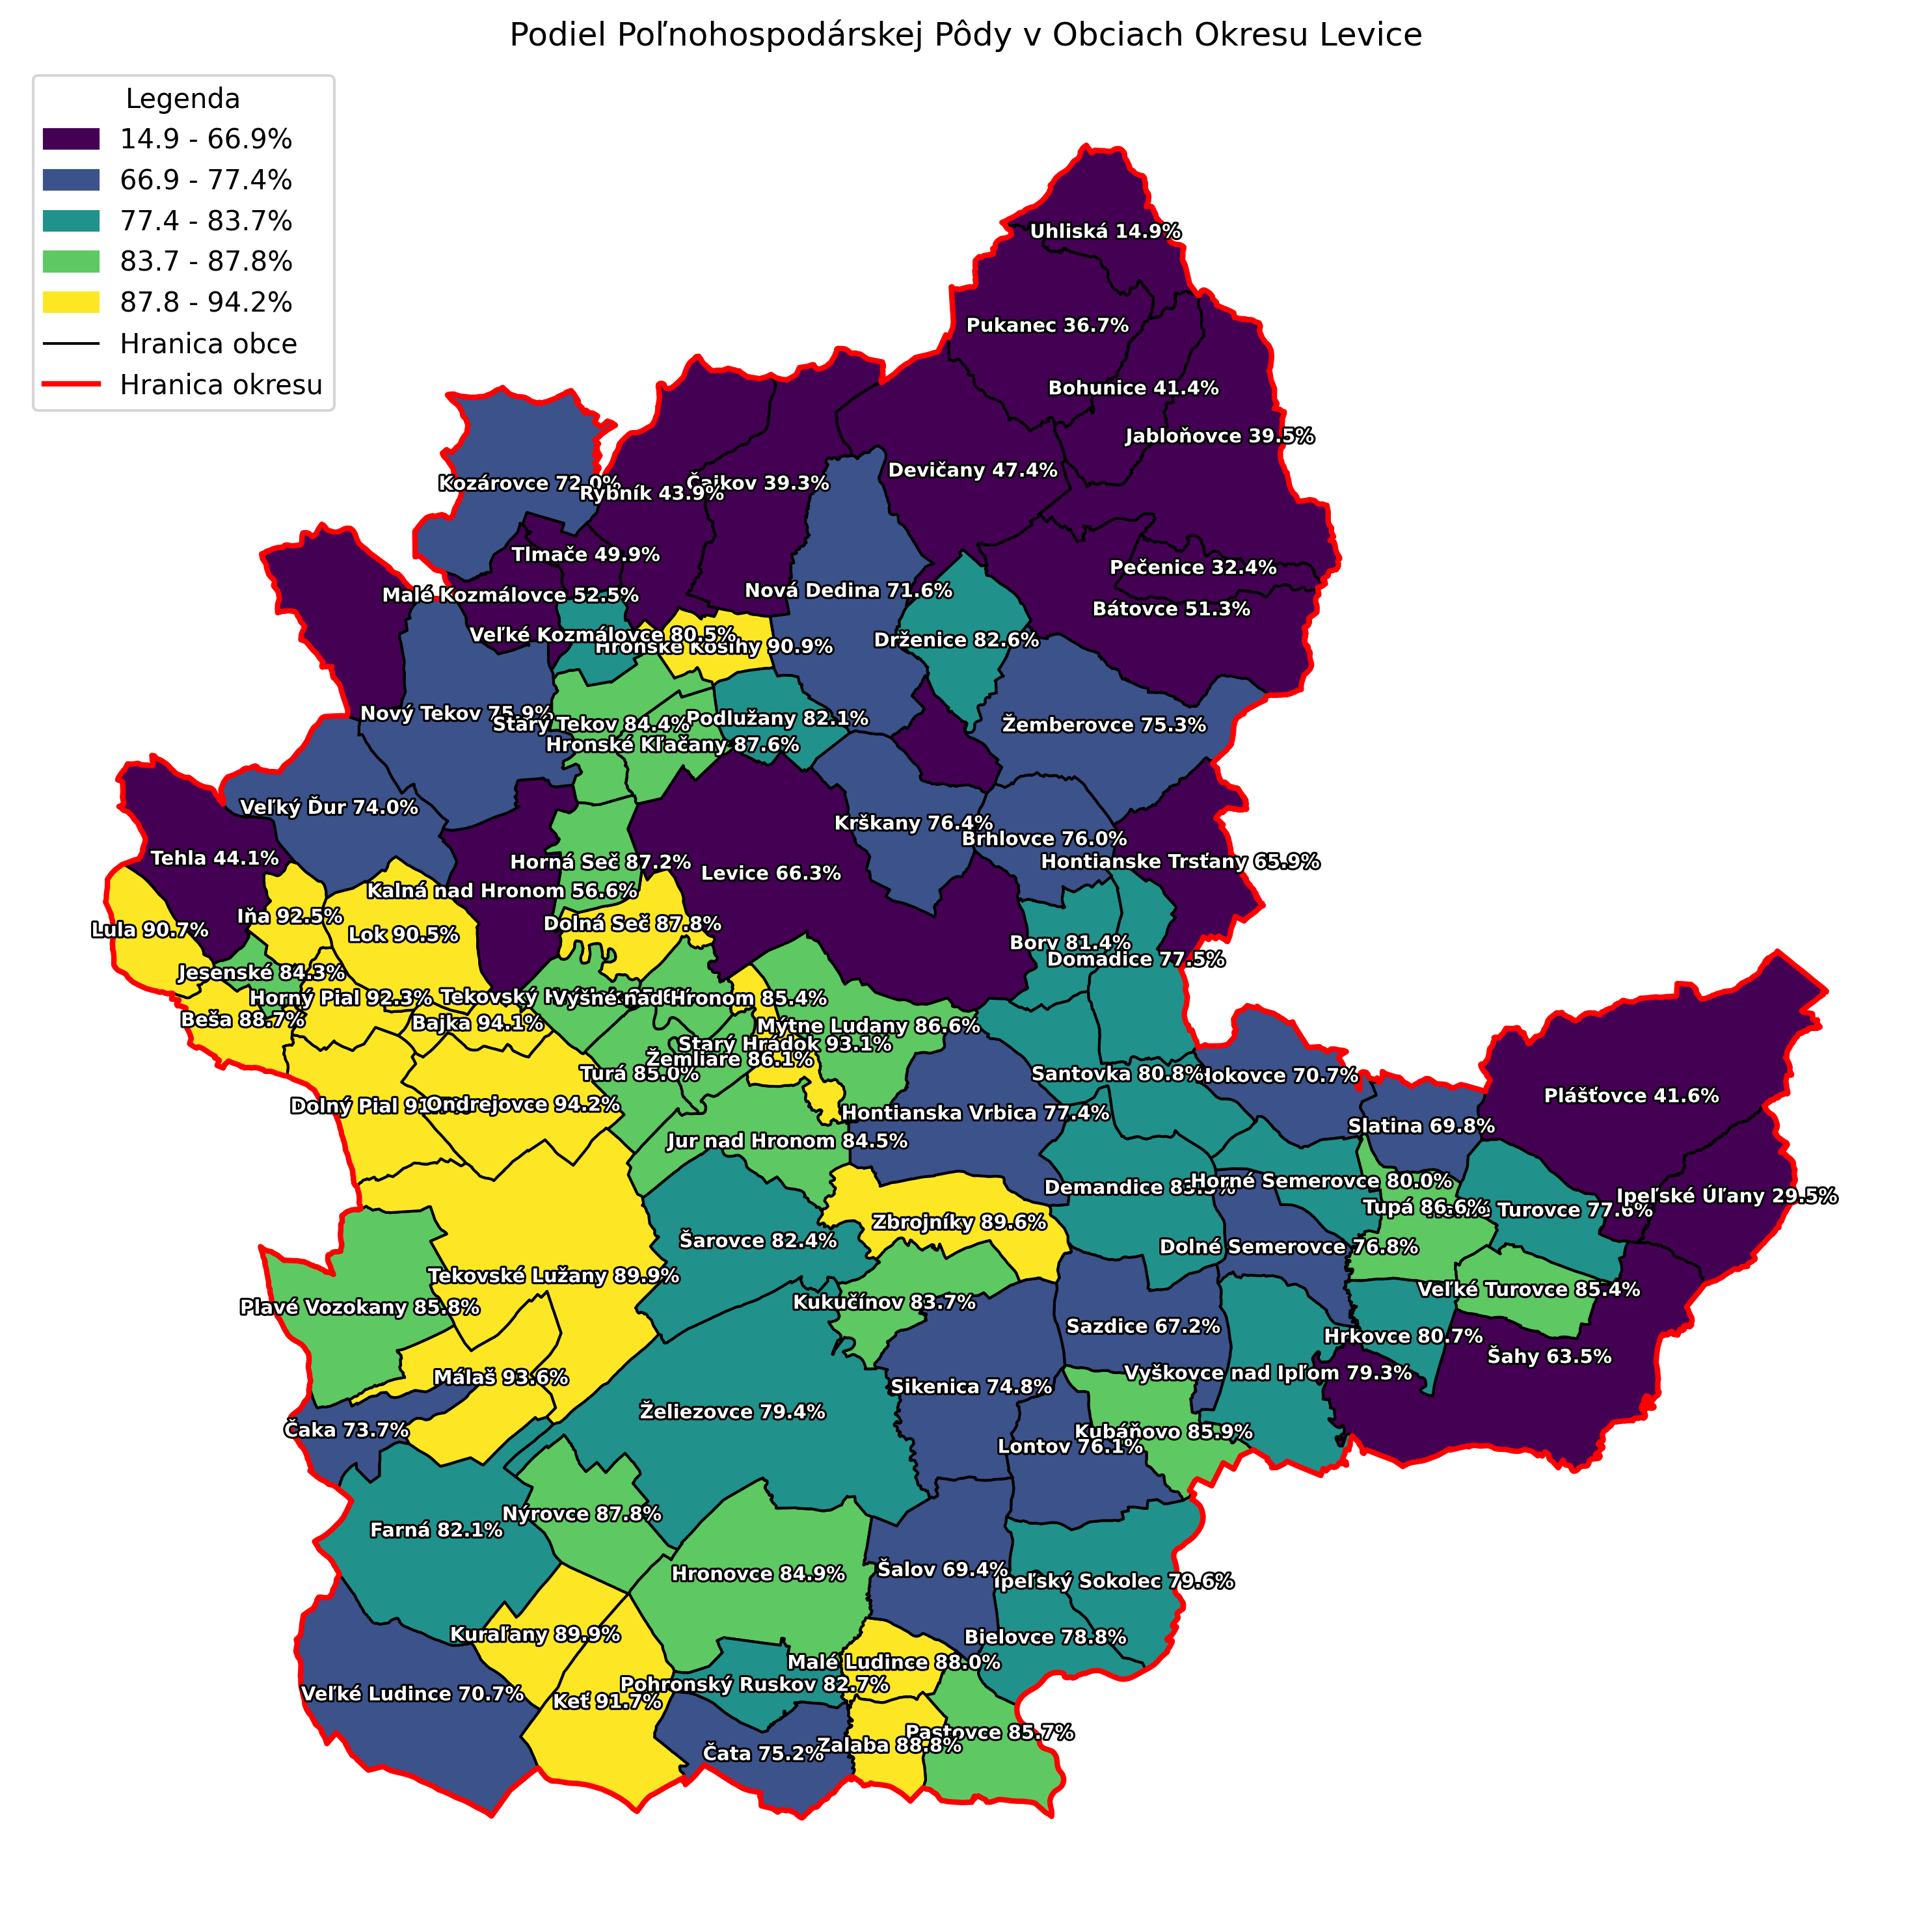 Podiel Poľnohospodárskej Pôdy v Obciach Okresu Levice
Legenda
14.9 - 66.9%
66.9 - 77.4%
77.4 - 83.7%
83.7 - 87.8%
87.8 - 94.2%
Hranica obce
Hranica okresu
Uhliská 14.9%
Pukanec 36.7%
Bohunice 41.4%
Jabloňovce 39.5%
Devičany 47.4%
Kozárovce 72.0%
Rybník 43.9%
Čajkov 39.3%
Tlmače 49.9%
Pečenice 32.4%
Nová Dedina 71.6%
Malé Kozmálovce 52.5%
Bátovce 51.3%
Veľké Kozmálovce 80.5%
Hronské Kosihy 90.9%
Drženice 82.6%
Nový Tekov 75.9%
Starý Tekov 84.4%
Podlužany 82.1%
Žemberovce 75.3%
Hronské Kľačany 87.6%
Veľký Ďur 74.0%
Krškany 76.4%
Brhlovce 76.0%
Tehla 44.1%
Horná Seč 87.2%
Hontianske Trsťany 65.9%
Levice 66.3%
Kalná nad Hronom 56.6%
Iňa 92.5%
Dolná Seč 87.8%
Lula 90.7%
Lok 90.5%
Bory 81.4%
Domadice 77.5%
Jesenské 84.3%
Horný Pial 92.3%
Tekovský
Vyšné nad Hronom 85.4%
Beša 88.7%
Bajka 94.1%
Mýtne Ludany 86.6%
Starý Hrádok 93.1%
Žemliare 86.1%
Turá 85.0%
Santovka 80.8%
Hokovce 70.7%
Plášťovce 41.6%
Dolný Pial
Ondrejovce 94.2%
Hontianska Vrbica 77.4%
Slatina 69.8%
Jur nad Hronom 84.5%
Horné Semerovce 80.0%
Demandice
Ipeľské Úľany 29.5%
Tupá 86.6%
Turovce 77.6%
Zbrojníky 89.6%
Šarovce 82.4%
Dolné Semerovce 76.8%
Tekovské Lužany 89.9%
Veľké Turovce 85.4%
Kukučínov 83.7%
Plavé Vozokany 85.8%
Sazdice 67.2%
Hrkovce 80.7%
Šahy 63.5%
Vyškovce nad Ipľom 79.3%
Málaš 93.6%
Sikenica 74.8%
Želiezovce 79.4%
Čaka 73.7%
Kubáňovo 85.9%
Lontov 76.1%
Nýrovce 87.8%
Farná 82.1%
Šalov 69.4%
Hronovce 84.9%
Ipeľský Sokolec 79.6%
Kuraľany 89.9%
Bielovce 78.8%
Malé Ludince 88.0%
Pohronský Ruskov 82.7%
Veľké Ludince 70.7%
Keť 91.7%
Pastovce 85.7%
Zalaba 88.8%
Čata 75.2%